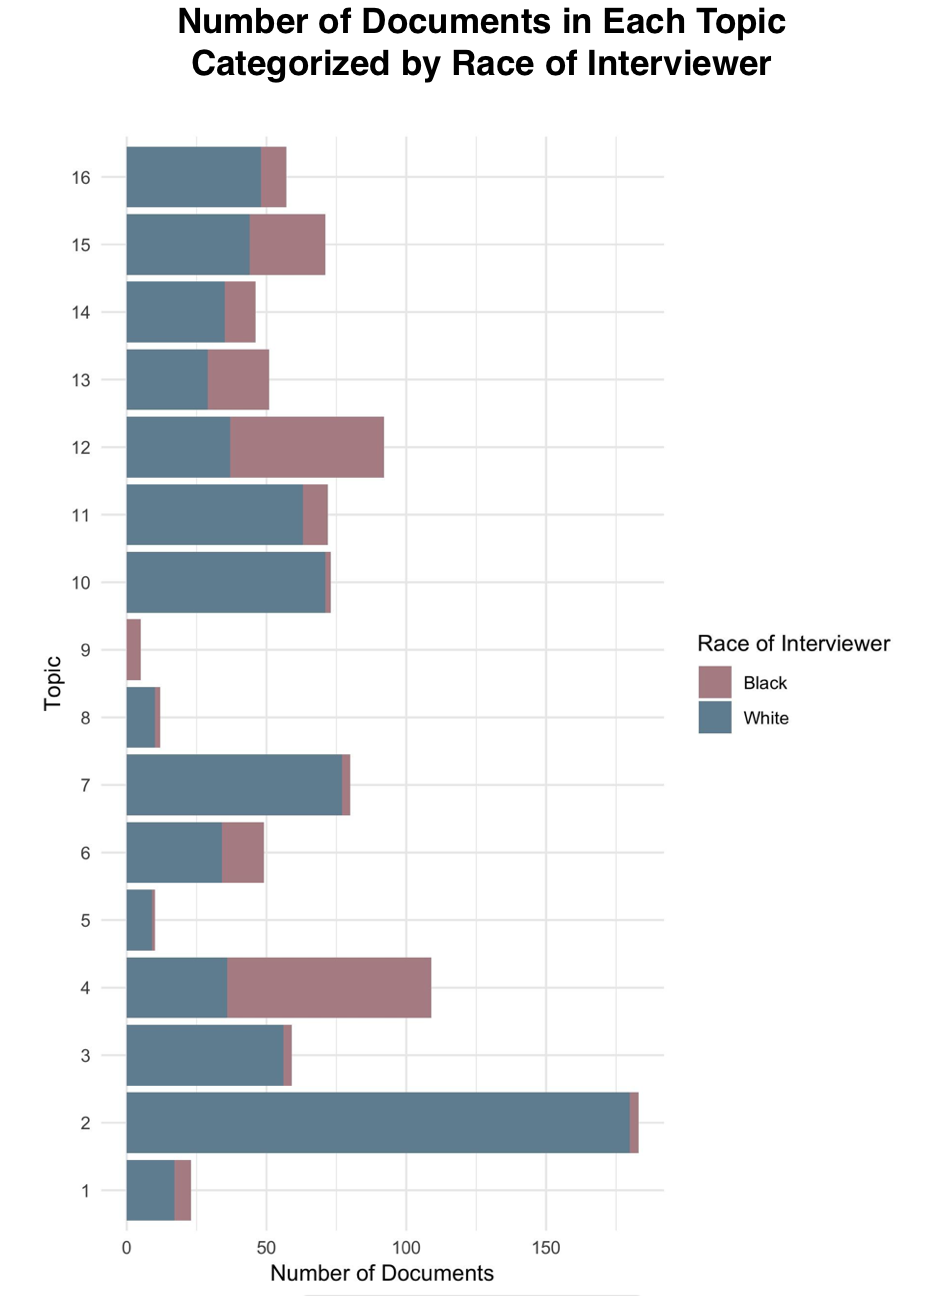 Number of Documents in Each Topic
Categorized by Race of Interviewer
16
15
14
13
12
11
10
9
8
7
6
5
4
3
2
1
Topic
0 50 100 150
Number of Documents
Race of Interviewer
Black
White